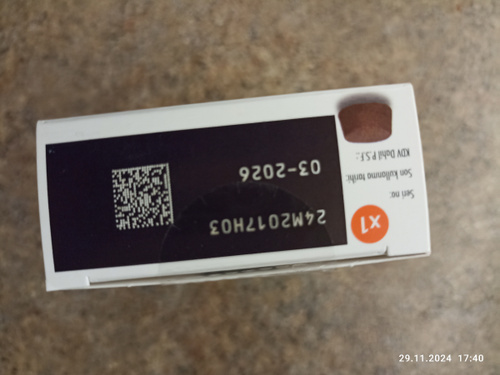 x1
Seri no:
24M2017H03
Son kullanma tarihi:
03-2026
KDV Dahil P.S.F.:
29.11.2024 17:40